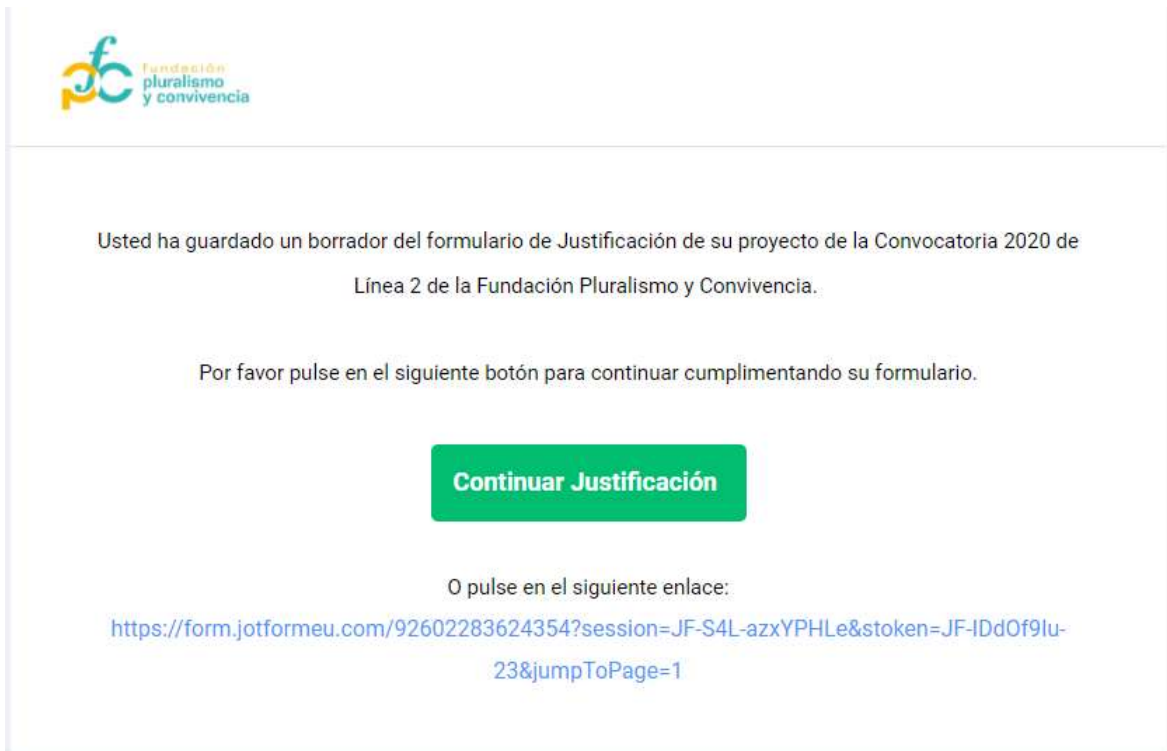 fundación
pluralismo
y convivencia
Usted ha guardado un borrador del formulario de Justificación de su proyecto de la Convocatoria 2020 de
Línea 2 de la Fundación Pluralismo y Convivencia.
Por favor pulse en el siguiente botón para continuar cumplimentando su formulario.
Continuar Justificación
O pulse en el siguiente enlace:
https://form.jotformeu.com/92602283624354?session=JF-S4L-azxYPHLe&stoken=JF-IDdOf9Iu-
23&jumpToPage=1